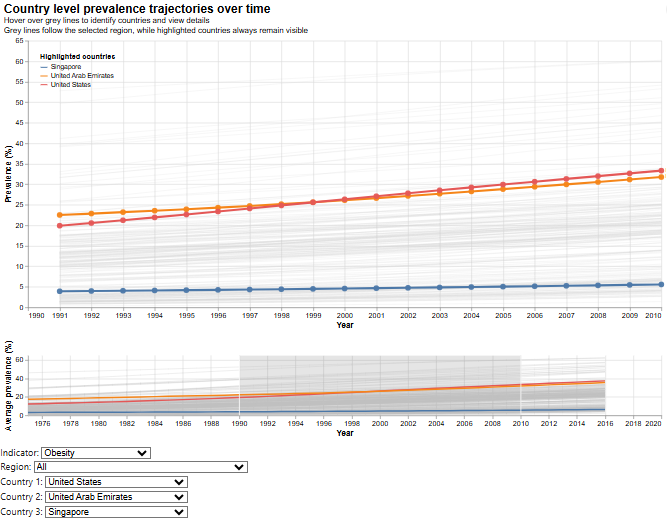 Country level prevalence trajectories over time
Hover over grey lines to identify countries and view details
Grey lines follow the selected region, while highlighted countries always remain visible
65
60
55
50
45
40
35
30
25
20
15
10
5
0
Prevalence (%)
Highlighted countries
Singapore
United Arab Emirates
United States
1990 1991 1992 1993 1994 1995 1996 1997 1998 1999 2000 2001 2002 2003 2004 2005 2006 2007 2008 2009 2010
Year
60
40
20
0
Average prevalence (%)
1976 1978 1980 1982 1984 1986 1988 1990 1992 1994 1996 1998 2000 2002 2004 2006 2008 2010 2012 2014 2016 2018 2020
Year
Indicator: Obesity
Region: All
Country 1: United States
Country 2: United Arab Emirates
Country 3: Singapore